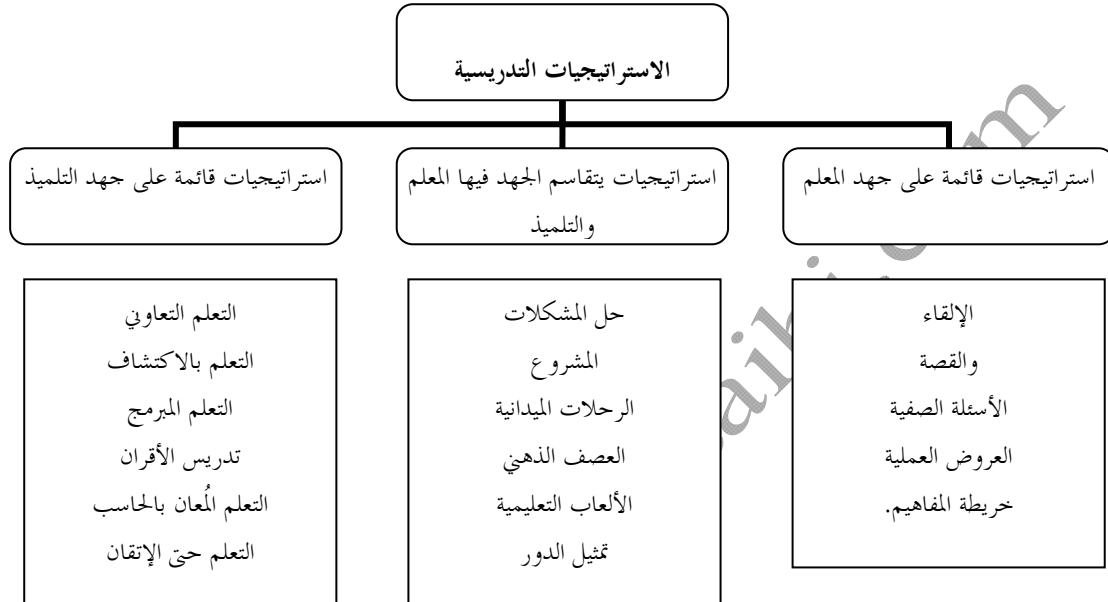 الاستراتيجيات التدريسية
استراتيجيات قائمة على جهد المعلم
استراتيجيات يتقاسم الجهد فيها المعلم
والتلميذ
استراتيجيات قائمة على جهد التلميذ
الإلقاء
والقصة
الأسئلة الصفية
العروض العملية
خريطة المفاهيم.
حل المشكلات
المشروع
الرحلات الميدانية
العصف الذهني
الألعاب التعليمية
تمثيل الدور
التعلم التعاوني
التعلم بالاكتشاف
التعلم المبرمج
تدريس الأقران
التعلم المُعان بالحاسب
التعلم حتى الإتقان